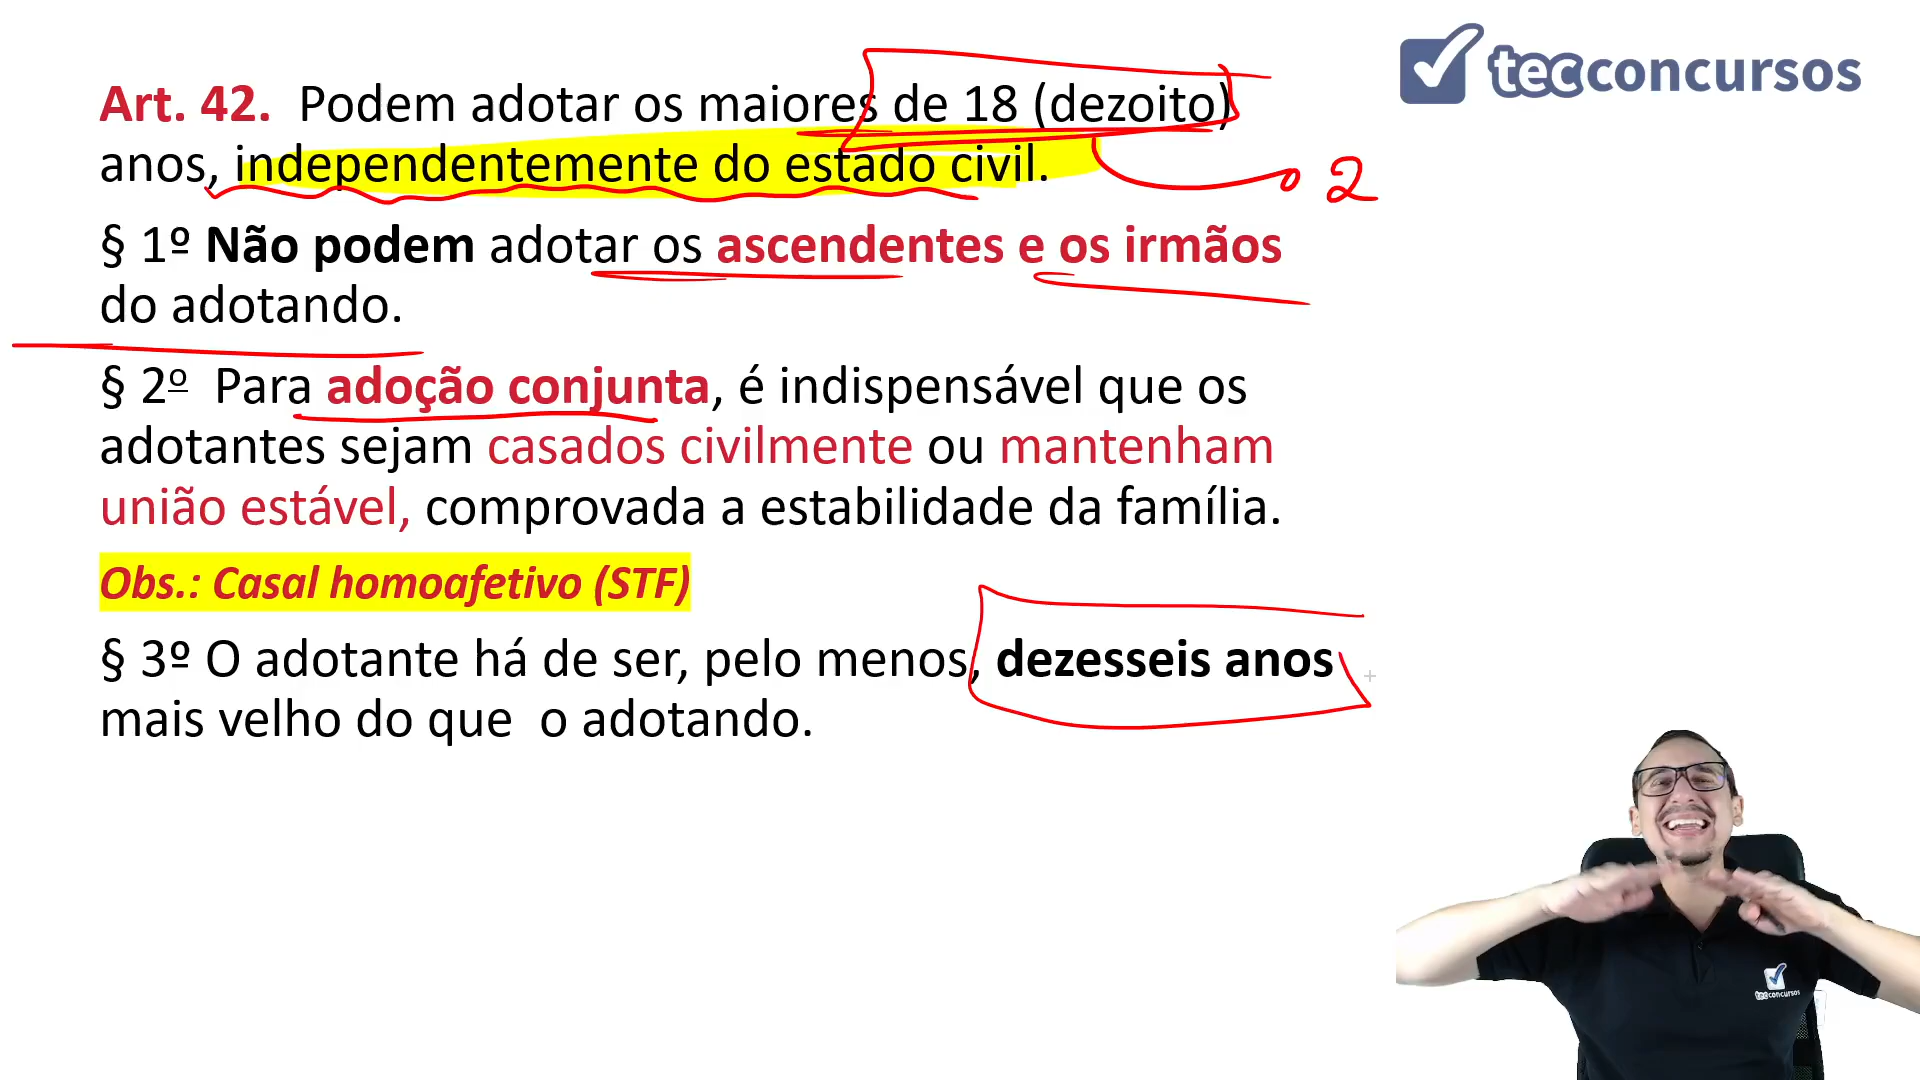 tecconcursos
Art. 42. Podem adotar os maiores de 18 (dezoito)
anos, independentemente do estado civil.
2
§ 1º Não podem adotar os ascendentes e os irmãos
do adotando.
§ 2º Para adoção conjunta, é indispensável que os
adotantes sejam casados civilmente ou mantenham
união estável, comprovada a estabilidade da família.
Obs.: Casal homoafetivo (STF)
§ 3º O adotante há de ser, pelo menos, dezesseis anos
mais velho do que o adotando.
tecconcursos